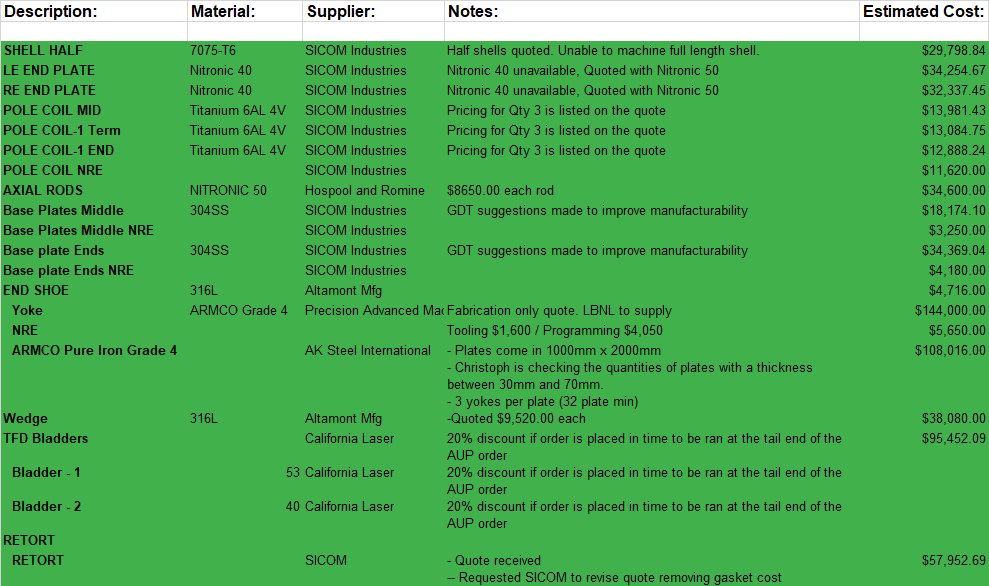 Description: Material: Supplier: Notes: Estimated Cost:
SHELL HALF 7075-T6 SICOM Industries Half shells quoted. Unable to machine full length shell. $29,798.84
LE END PLATE Nitronic 40 SICOM Industries Nitronic 40 unavailable, Quoted with Nitronic 50 $34,254.67
RE END PLATE Nitronic 40 SICOM Industries Nitronic 40 unavailable, Quoted with Nitronic 50 $32,337.45
POLE COIL MID Titanium 6AL 4V SICOM Industries Pricing for Qty 3 is listed on the quote $13,981.43
POLE COIL-1 Term Titanium 6AL 4V SICOM Industries Pricing for Qty 3 is listed on the quote $13,084.75
POLE COIL-1 END Titanium 6AL 4V SICOM Industries Pricing for Qty 3 is listed on the quote $12,888.24
POLE COIL NRE SICOM Industries $11,620.00
AXIAL RODS NITRONIC 50 Hospool and Romine $8650.00 each rod $34,600.00
Base Plates Middle 304SS SICOM Industries GDT suggestions made to improve manufacturability $18,174.10
Base Plates Middle NRE SICOM Industries $3,250.00
Base plate Ends 304SS SICOM Industries GDT suggestions made to improve manufacturability $34,369.04
Base plate Ends NRE SICOM Industries $4,180.00
END SHOE 316L Altamont Mfg $4,716.00
Yoke ARMCO Grade 4 Precision Advanced Mac Fabrication only quote. LBNL to supply $144,000.00
NRE Tooling $1,600 / Programming $4,050 $5,650.00
ARMCO Pure Iron Grade 4 AK Steel International - Plates come in 1000mm x 2000mm $108,016.00
- Christoph is checking the quantities of plates with a thickness
between 30mm and 70mm.
- 3 yokes per plate (32 plate min)
Wedge 316L Altamont Mfg -Quoted $9,520.00 each $38,080.00
TFD Bladders California Laser 20% discount if order is placed in time to be ran at the tail end of the $95,452.09
AUP order
Bladder - 1 53 California Laser 20% discount if order is placed in time to be ran at the tail end of the
AUP order
Bladder - 2 40 California Laser 20% discount if order is placed in time to be ran at the tail end of the
AUP order
RETORT
RETORT SICOM - Quote received $57,952.69
-- Requested SICOM to revise quote removing gasket cost